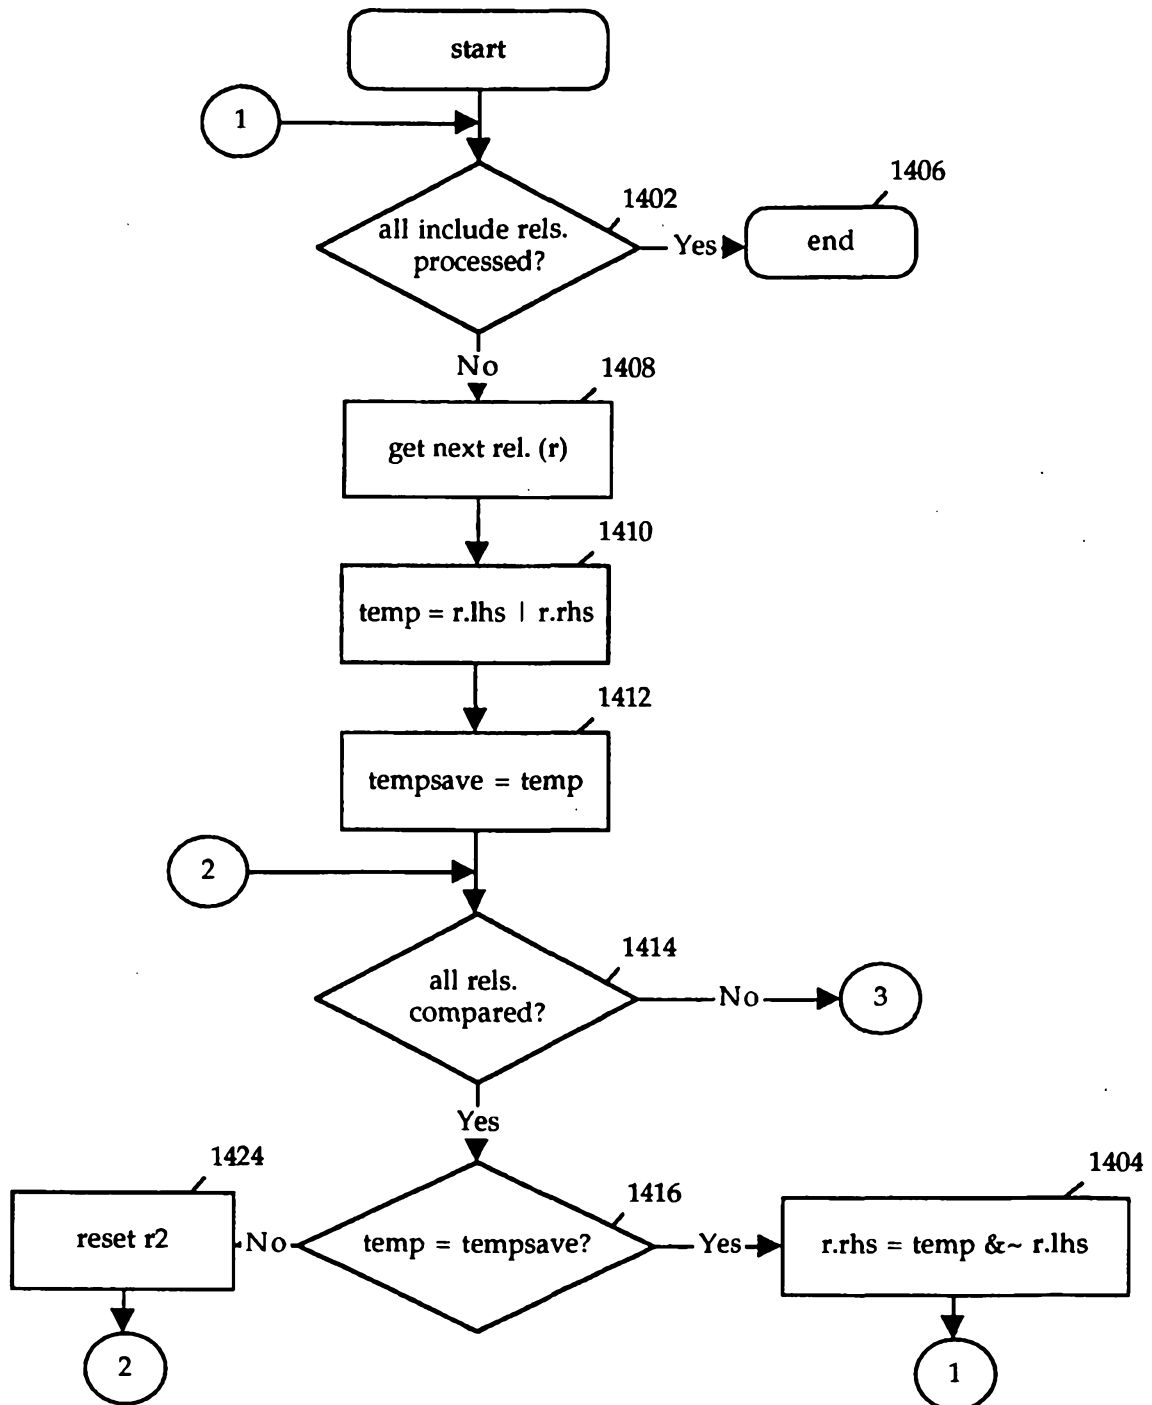 start
1
1402
1406
all include rels.
processed?
Yes
end
No
1408
get next rel. (r)
1410
temp = r.lhs | r.rhs
1412
tempsave = temp
2
1414
all rels.
compared?
No
3
Yes
1424
1416
1404
reset r2
No
temp = tempsave?
Yes
r.rhs = temp &~ r.lhs
2
1